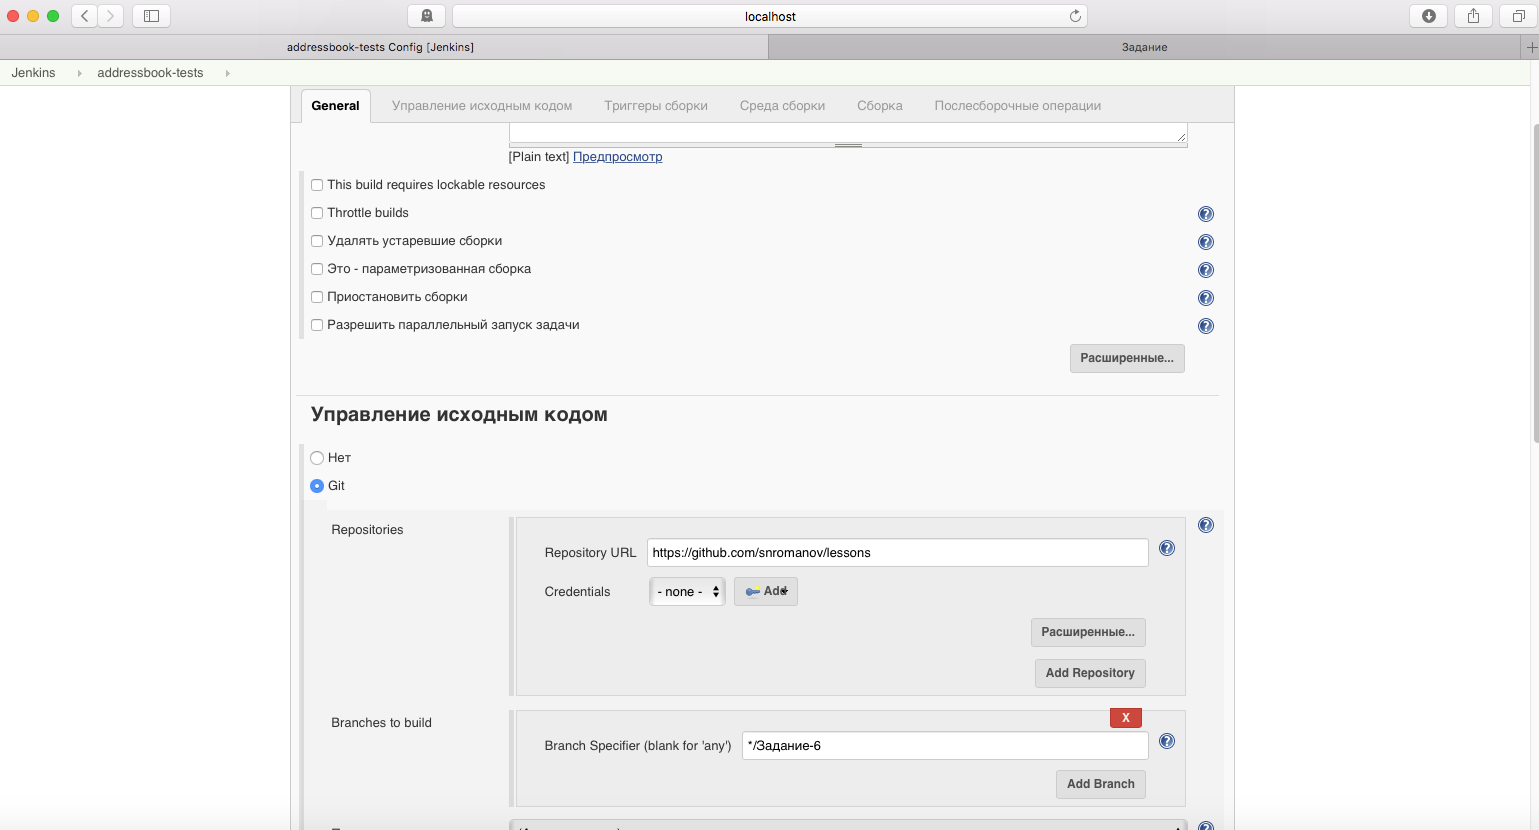 localhost
addressbook-tests Config [Jenkins]
Задание
Jenkins
addressbook-tests
General
Управление исходным кодом
Триггеры сборки
Среда сборки
Сборка
Послесборочные операции
[Plain text] Предпросмотр
This build requires lockable resources
Throttle builds
Удалять устаревшие сборки
Это - параметризованная сборка
Приостановить сборки
Разрешить параллельный запуск задачи
Расширенные...
Управление исходным кодом
Нет
Git
Repositories
Repository URL
https://github.com/snromanov/lessons
Credentials
- none -
Add
Расширенные...
Add Repository
Branches to build
X
Branch Specifier (blank for 'any')
*/Задание-6
Add Branch